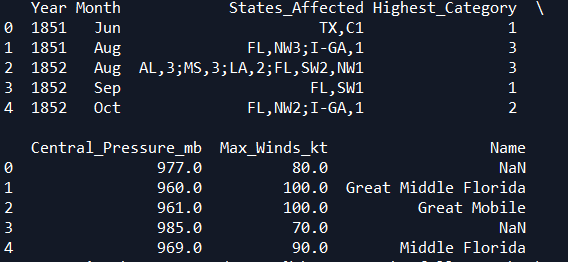 Year Month States_Affected Highest_Category \
0 1851 Jun TX,C1 1
1 1851 Aug FL,NW3;I-GA,1 3
2 1852 Aug AL,3;MS,3;LA,2;FL,SW2,NW1 3
3 1852 Sep FL,SW1 1
4 1852 Oct FL,NW2;I-GA,1 2
Central_Pressure_mb Max_Winds_kt Name
0 977.0 80.0 NaN
1 960.0 100.0 Great Middle Florida
2 961.0 100.0 Great Mobile
3 985.0 70.0 NaN
4 969.0 90.0 Middle Florida